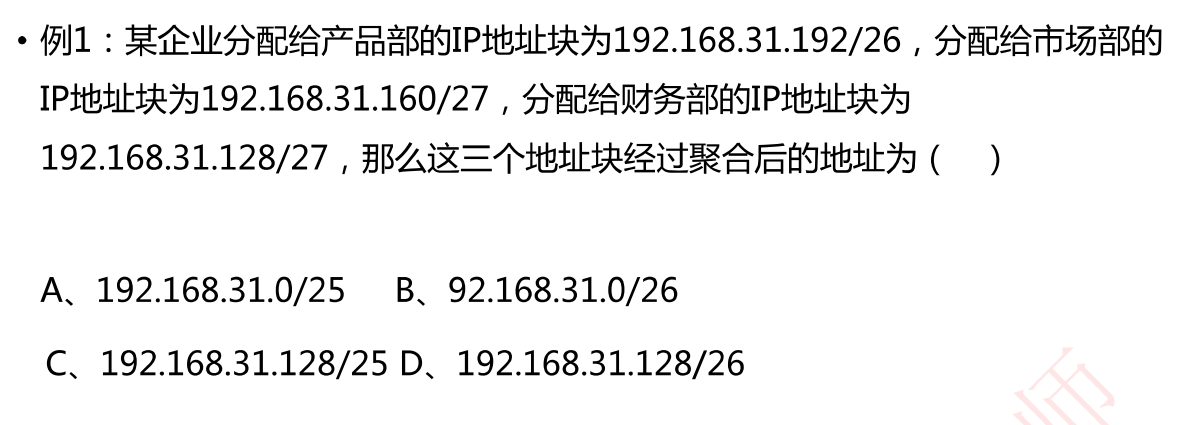 • 例1：某企业分配给产品部的IP地址块为192.168.31.192/26，分配给市场部的
IP地址块为192.168.31.160/27，分配给财务部的IP地址块为
192.168.31.128/27，那么这三个地址块经过聚合后的地址为（ ）
A、192.168.31.0/25 B、92.168.31.0/26
C、192.168.31.128/25 D、192.168.31.128/26
师